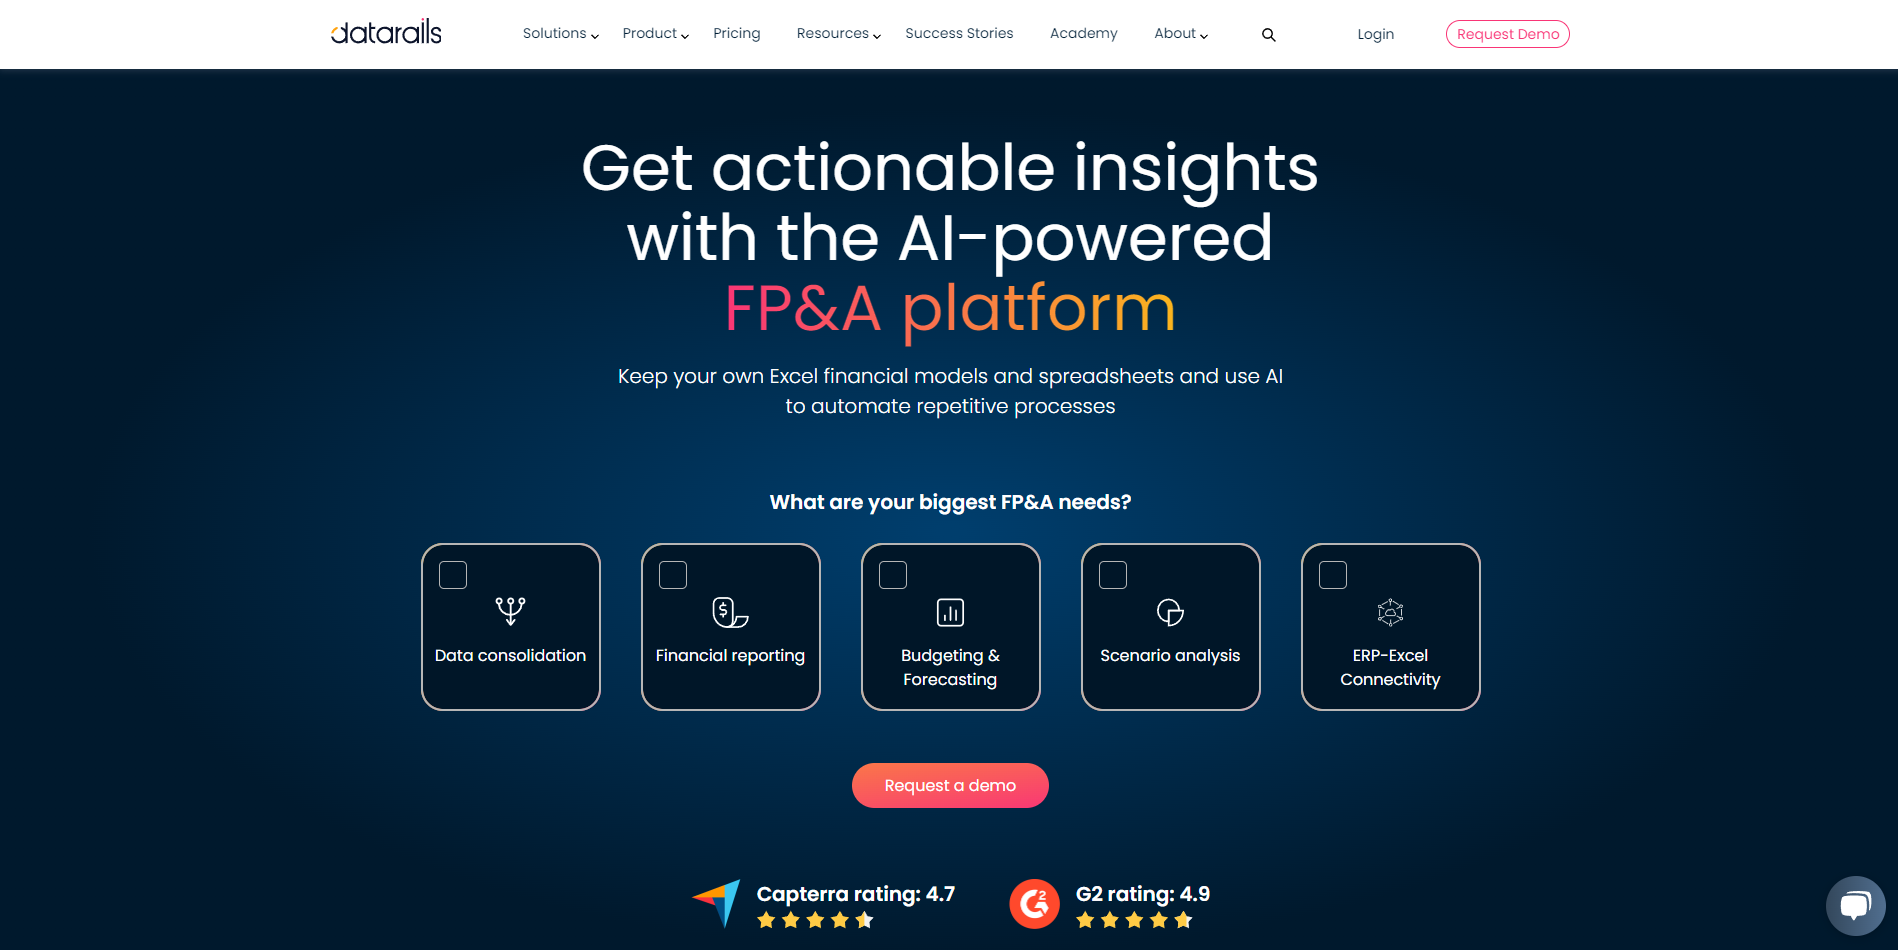 datarails
Solutions
Product
Pricing
Resources
Success Stories
Academy
About
Login
Request Demo
Get actionable insights
with the AI-powered
FP&A platform
Keep your own Excel financial models and spreadsheets and use AI
to automate repetitive processes
What are your biggest FP&A needs?
Data consolidation
Financial reporting
Budgeting &
Forecasting
Scenario analysis
ERP-Excel
Connectivity
Request a demo
Capterra rating: 4.7
G2
G2 rating: 4.9